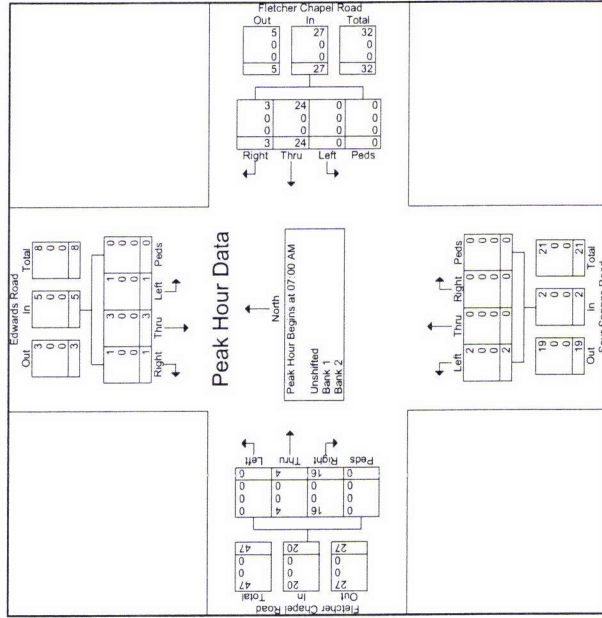 Fletcher Chapel Road
Out In Total
5 27 32
0 0 0
0 0 0
5 27 32
3 24 0 0
0 0 0 0
0 0 0 0
3 24 0 0
Right Thru Left Peds
Edwards Road
Out In Total
3 5 8
0 0 0
0 0 0
3 5 8
1 3 1 0
0 0 0 0
0 0 0 0
1 3 1 0
Right Thru Left Peds
Peak Hour Data
North
Peak Hour Begins at 07:00 AM
Unshifted
Bank 1
Bank 2
Left Thru Right Peds
2 0 0 0
0 0 0 0
0 0 0 0
2 0 0 0
19 2 21
0 0 0
0 0 0
19 2 21
Out In Total
Road
Left Thru Right Peds
0 4 16 0
0 0 0 0
0 0 0 0
0 4 16 0
47 20 27
0 0 0
0 0 0
47 20 27
Total In Out
Fletcher Chapel Road